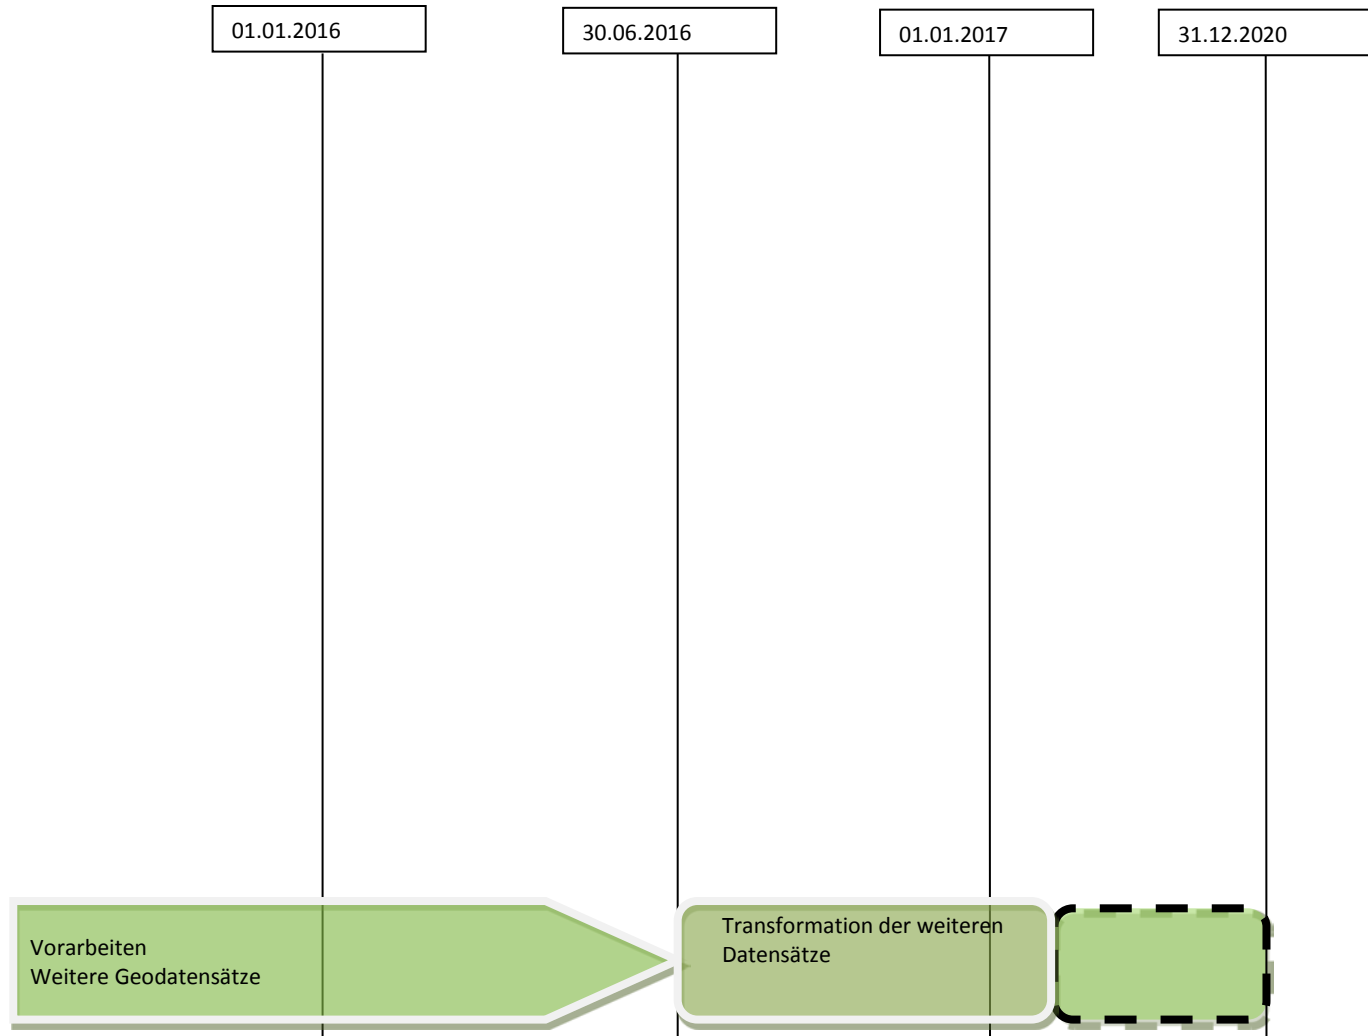 01.01.2016
30.06.2016
01.01.2017
31.12.2020
Vorarbeiten
Weitere Geodatensätze
Transformation der weiteren
Datensätze